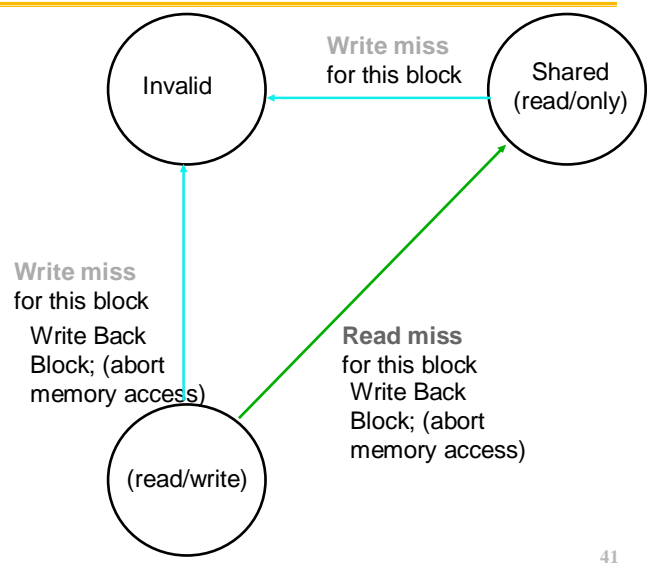 Write miss
for this block
Invalid
Shared
(read/only)
Write miss
for this block
Write Back
Block; (abort
memory access)
Read miss
for this block
Write Back
Block; (abort
memory access)
(read/write)
41